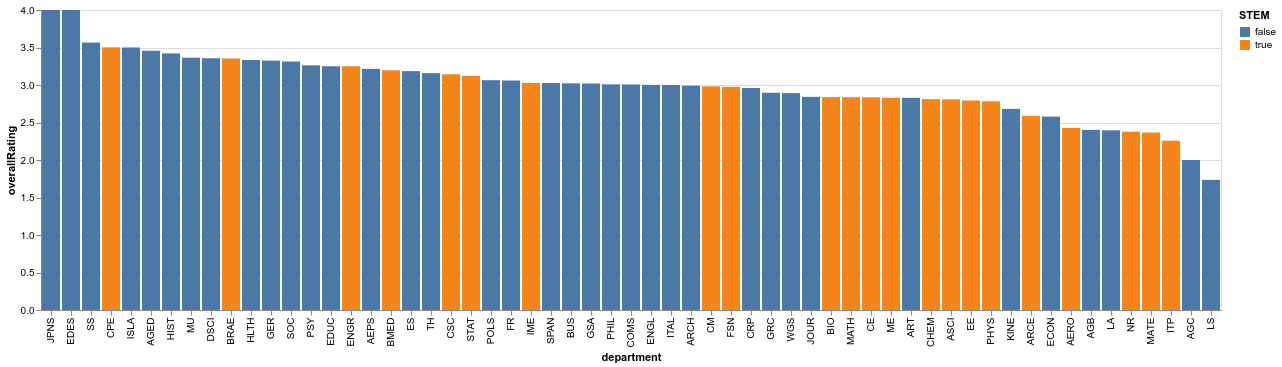 STEM
false
true
overallRating
4.0
3.5
3.0
2.5
2.0
1.5
1.0
0.5
0.0
JPNS
EDES
SS
CPE
ISLA
AGED
HIST
MU
DSCI
BRAE
HLTH
GER
SOC
PSY
EDUC
ENGR
AEPS
BMED
ES
TH
CSC
STAT
POLS
FR
IME
SPAN
BUS
GSA
PHIL
COMS
ENGL
ITAL
ARCH
CM
FSN
CRP
GRC
WGS
JOUR
BIO
MATH
CE
ME
ART
CHEM
ASCI
EE
PHYS
KINE
ARCE
ECON
AERO
AGB
LA
NR
MATE
ITP
AGC
LS
department